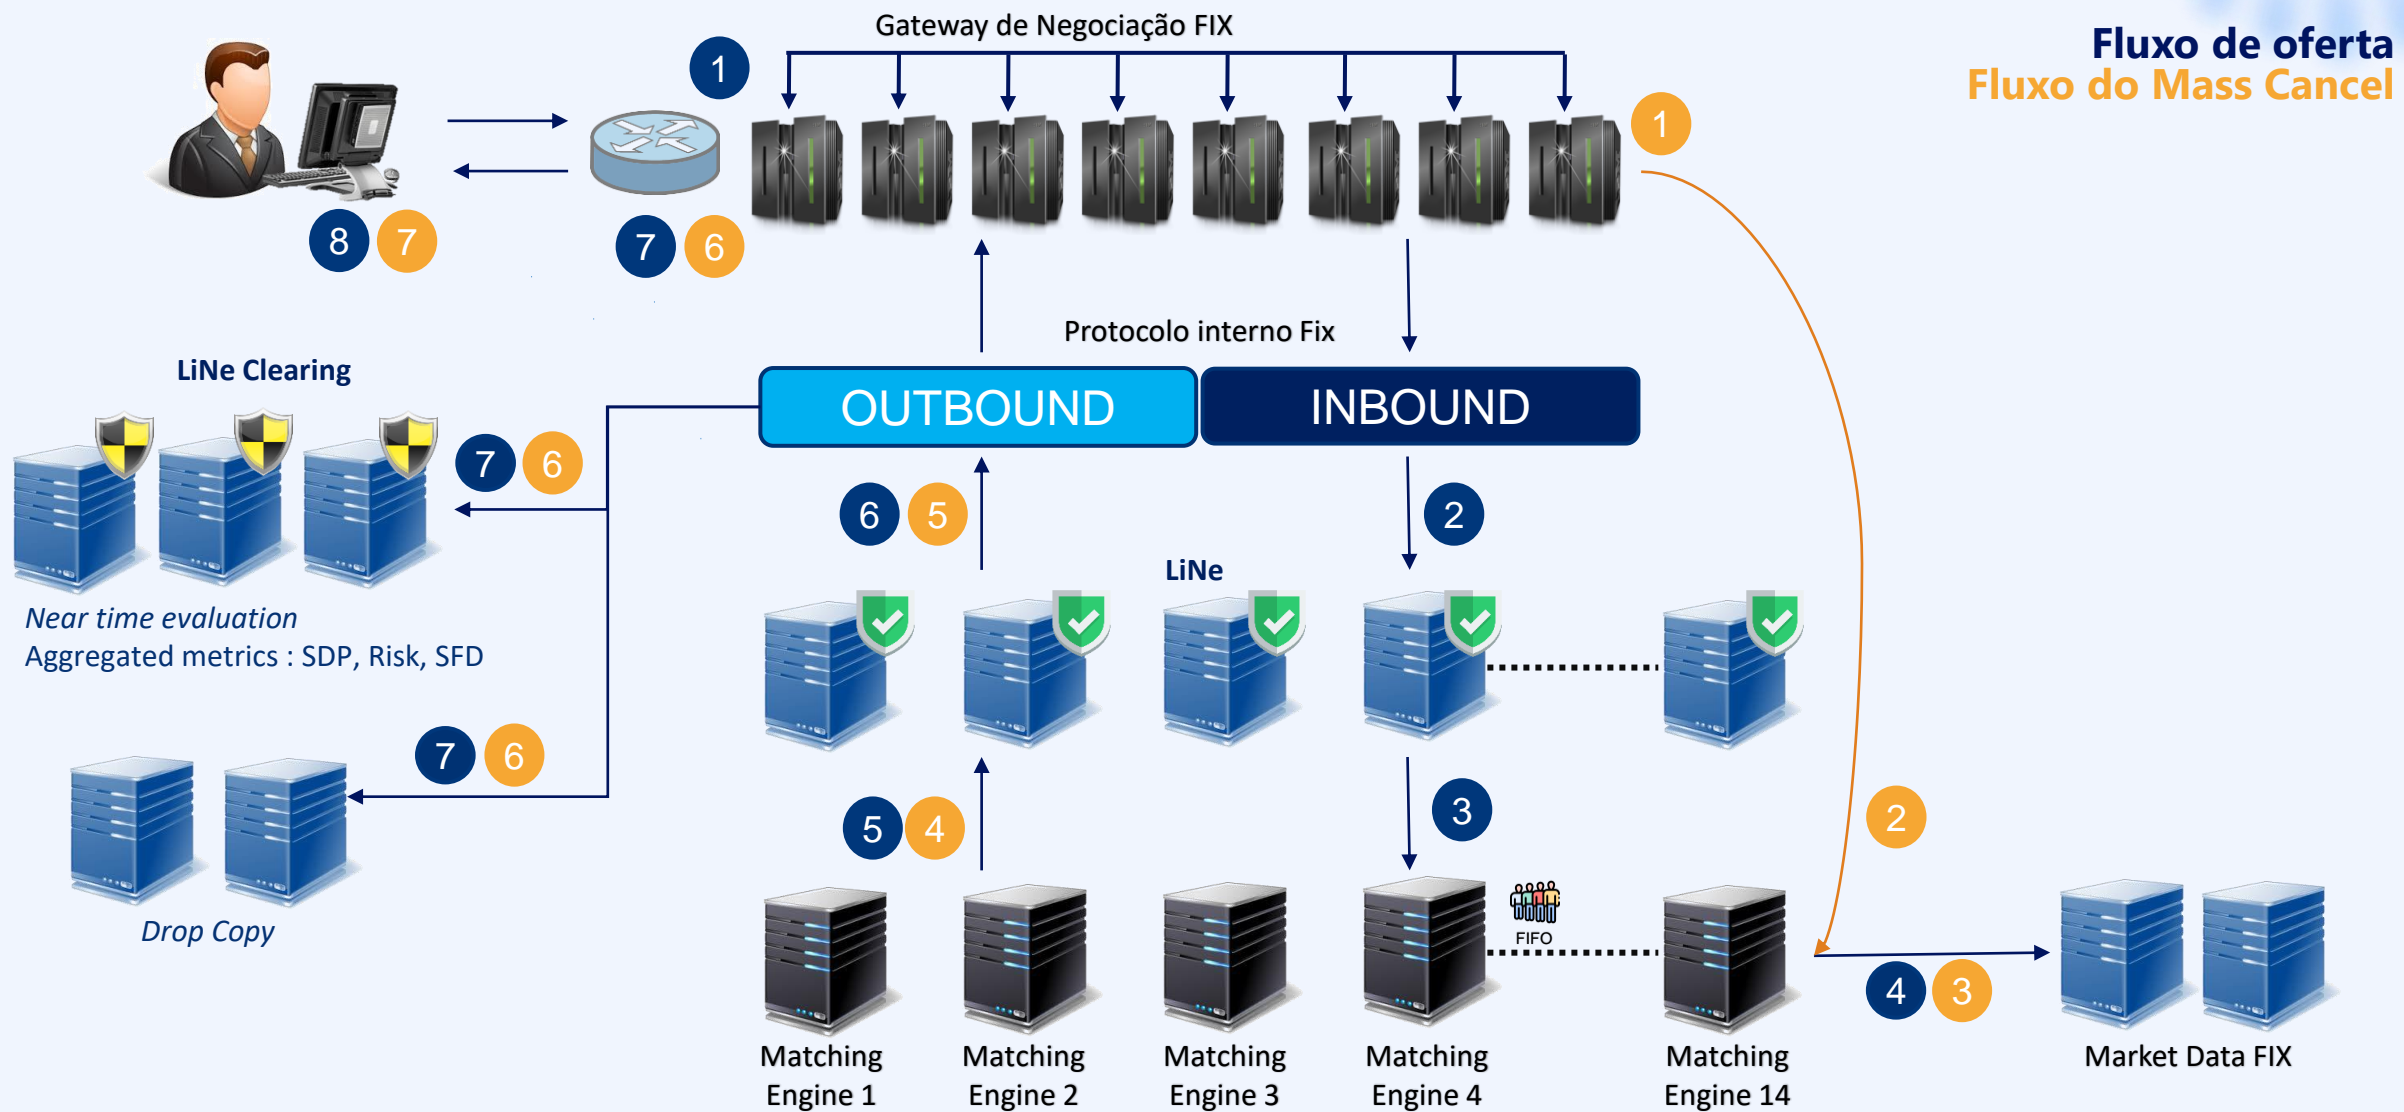 Gateway de Negociação FIX
Fluxo de oferta
Fluxo do Mass Cancel
1
1
8 7
7 6
Protocolo interno Fix
LiNe Clearing
OUTBOUND
INBOUND
7 6
6 5
2
LiNe
Near time evaluation
Aggregated metrics : SDP, Risk, SFD
7 6
5 4
3
2
Drop Copy
FIFO
4 3
Matching
Engine 1
Matching
Engine 2
Matching
Engine 3
Matching
Engine 4
Matching
Engine 14
Market Data FIX